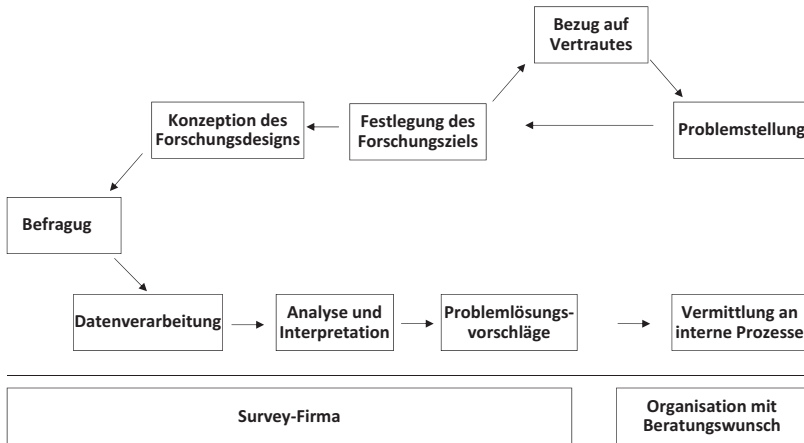 Bezug auf
Vertrautes
Konzeption des
Forschungsdesigns
Festlegung des
Forschungsziels
Problemstellung
Befragug
Datenverarbeitung
Analyse und
Interpretation
Problemlösungs-
vorschläge
Vermittlung an
interne Prozesse
Survey-Firma
Organisation mit
Beratungswunsch